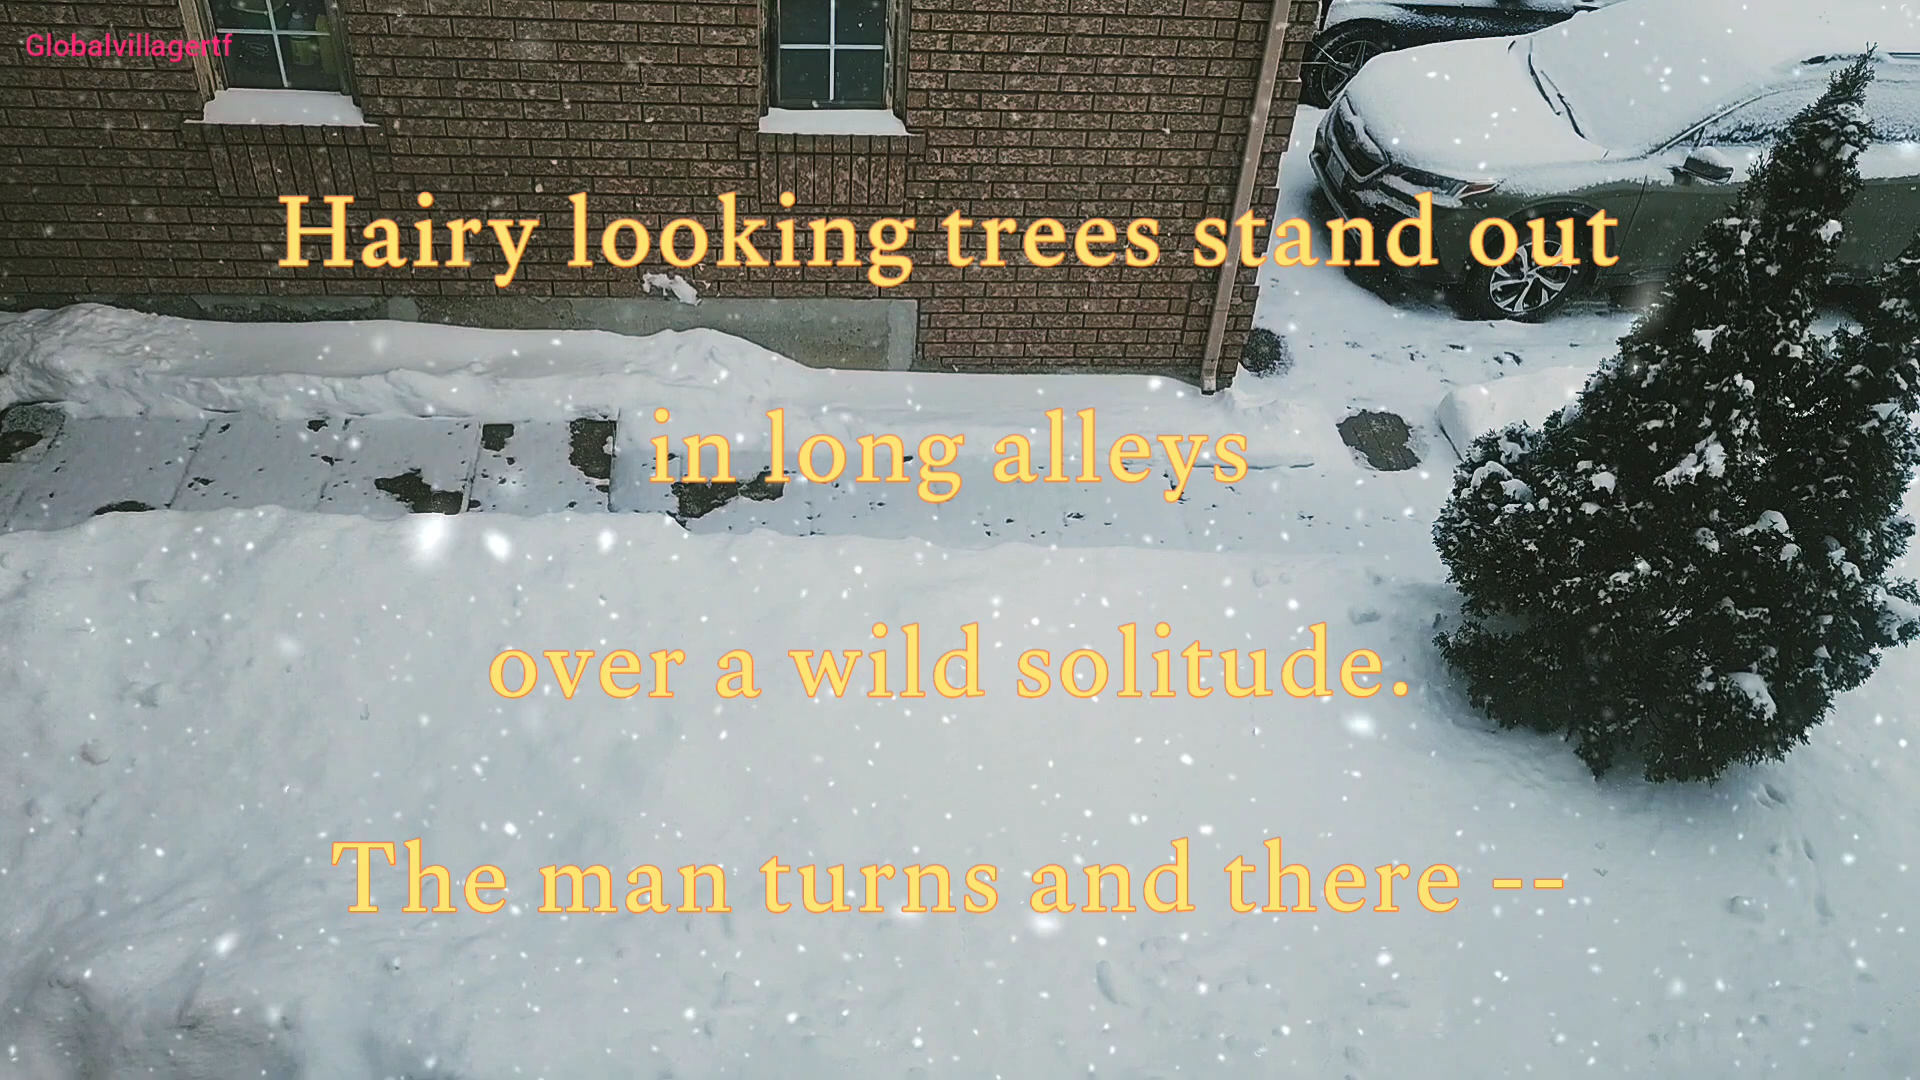 Globalvillagertf
Hairy looking trees stand out
in long alleys
over a wild solitude.
The man turns and there --